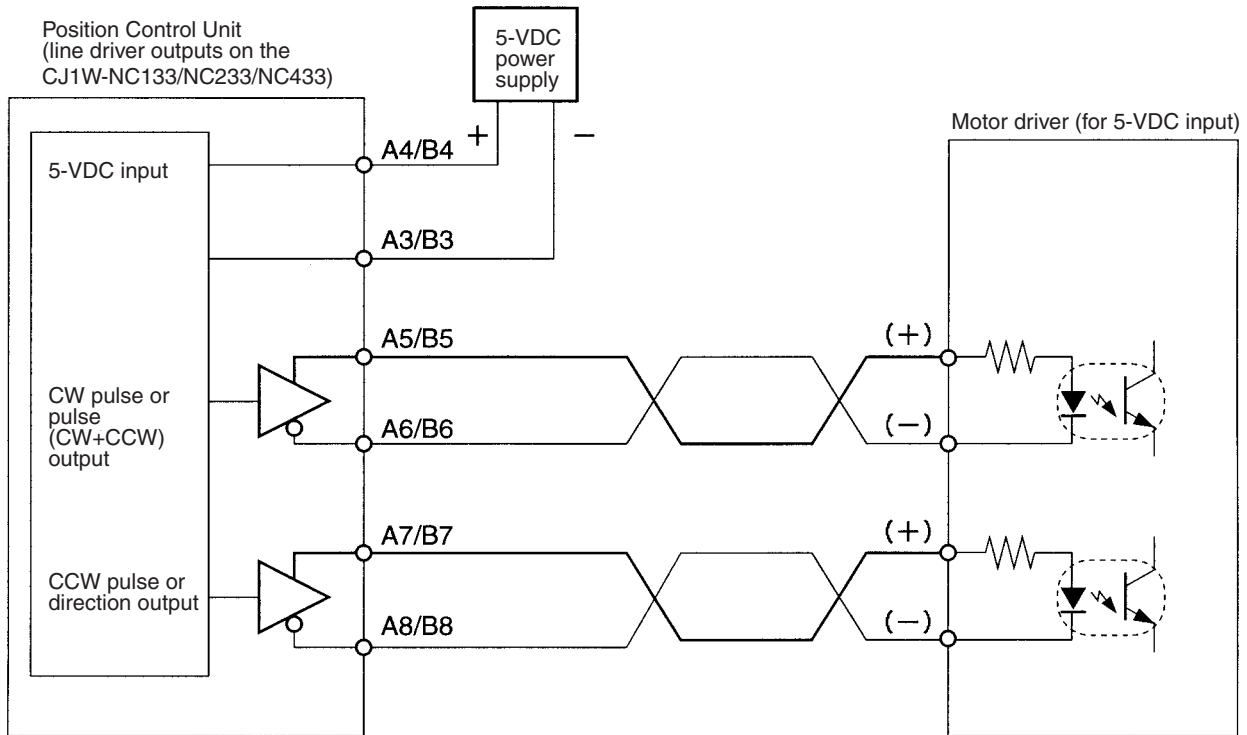 Position Control Unit
(line driver outputs on the
CJ1W-NC133/NC233/NC433)
5-VDC
power
supply
+
−
Motor driver (for 5-VDC input)
5-VDC input
A4/B4
A3/B3
CW pulse or
pulse
(CW+CCW)
output
A5/B5
A6/B6
(+)
(−)
CCW pulse or
direction output
A7/B7
A8/B8
(+)
(−)